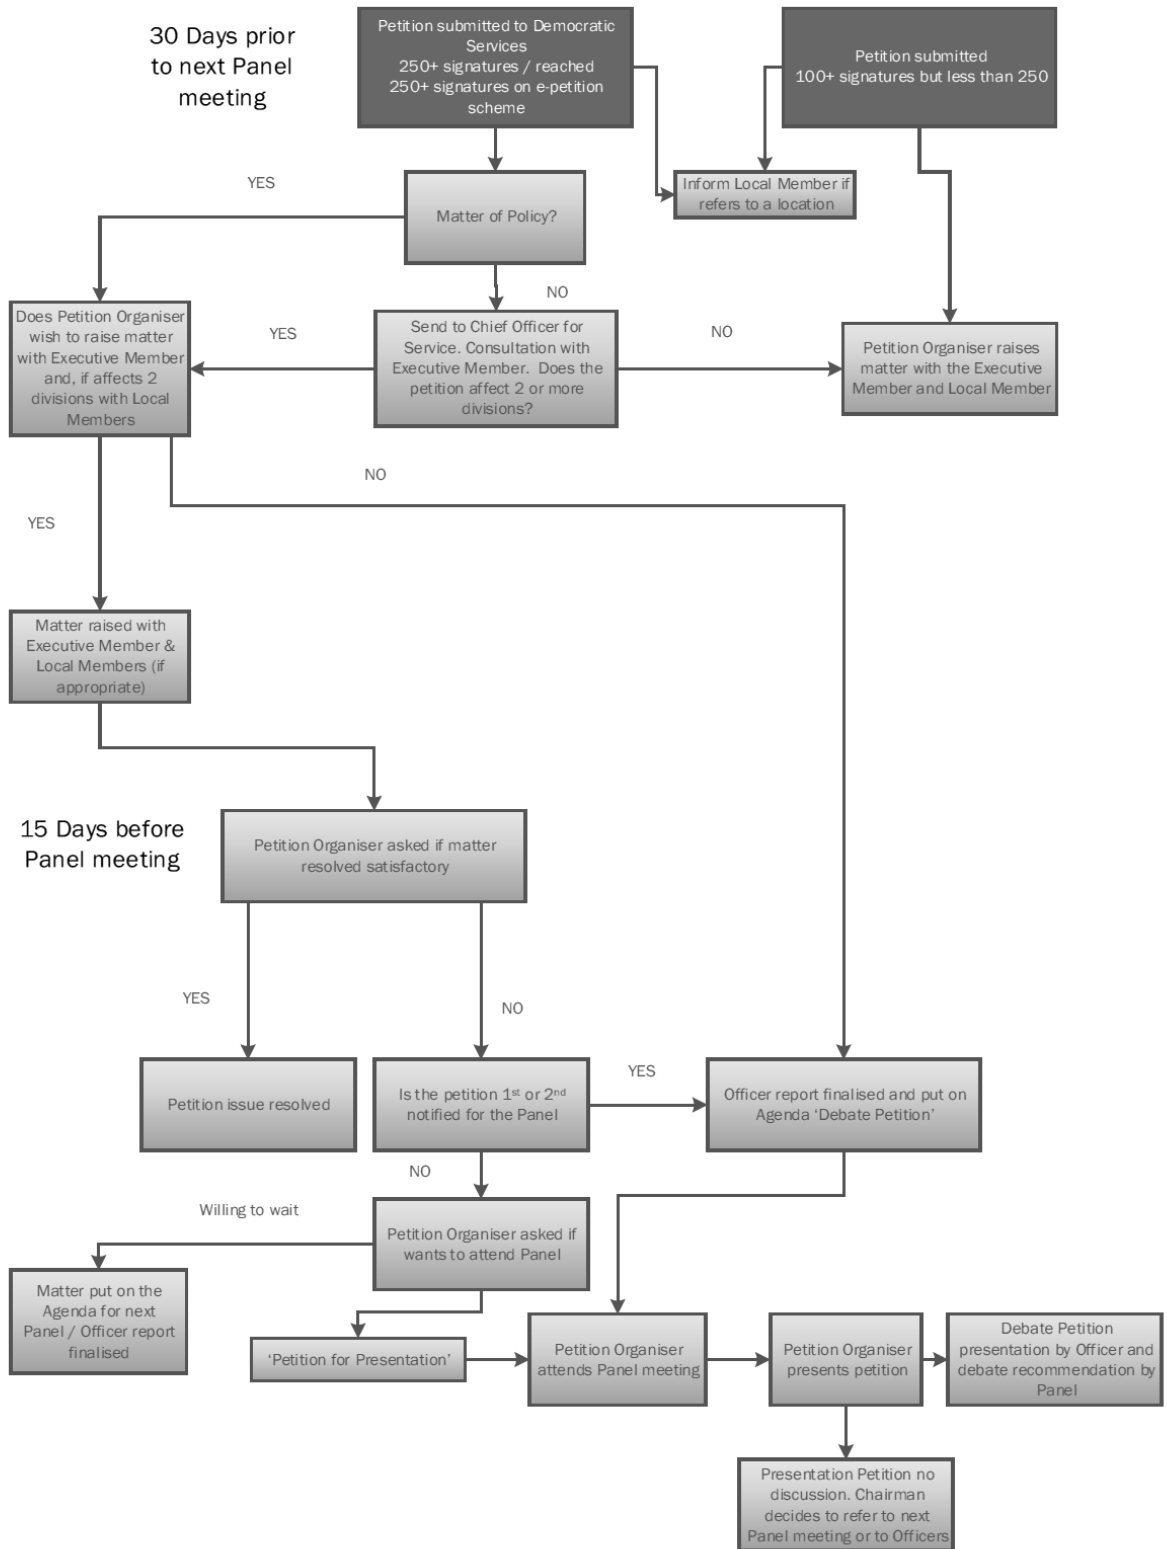 30 Days prior
to next Panel
meeting
Petition submitted to Democratic
Services
250+ signatures / reached
250+ signatures on e-petition
scheme
Petition submitted
100+ signatures but less than 250
YES
Inform Local Member if
refers to a location
Matter of Policy?
NO
Does Petition Organiser
wish to raise matter
with Executive Member
and, if affects 2
divisions with Local
Members
YES
Send to Chief Officer for
Service. Consultation with
Executive Member. Does the
petition affect 2 or more
divisions?
NO
Petition Organiser raises
matter with the Executive
Member and Local Member
NO
YES
Matter raised with
Executive Member &
Local Members (if
appropriate)
15 Days before
Panel meeting
Petition Organiser asked if matter
resolved satisfactory
YES
NO
Petition issue resolved
Is the petition 1st or 2nd
notified for the Panel
YES
Officer report finalised and put on
Agenda ‘Debate Petition’
NO
Willing to wait
Petition Organiser asked if
wants to attend Panel
Matter put on the
Agenda for next
Panel / Officer report
finalised
‘Petition for Presentation’
Petition Organiser
attends Panel meeting
Petition Organiser
presents petition
Debate Petition
presentation by Officer and
debate recommendation by
Panel
Presentation Petition no
discussion. Chairman
decides to refer to next
Panel meeting or to Officers